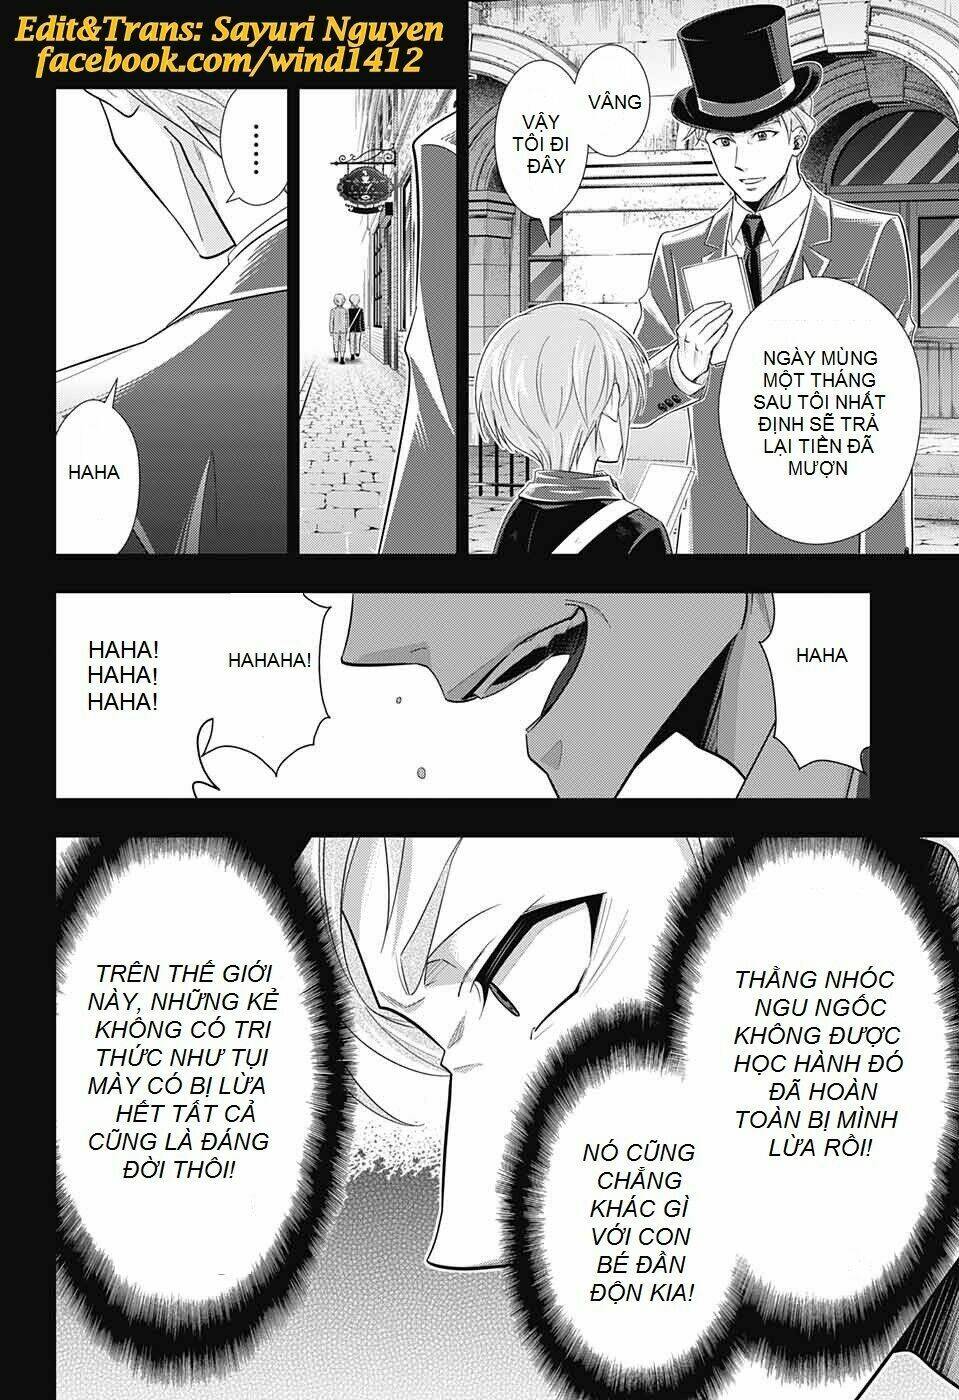 Edit&Trans: Sayuri Nguyen
facebook.com/wind1412
NGÀY MÙNG
MỘT THÁNG
SAU TÔI NHẤT
ĐỊNH SẼ TRẢ
LẠI TIỀN ĐÃ
MƯỢN
VÂNG
VẬY
TÔI ĐI
ĐÂY
.......
HAHA
HAHA
HAHAHA!
HAHA!
HAHA!
HAHA!
THẰNG NHÓC
NGU NGỐC
KHÔNG ĐƯỢC
HỌC HÀNH ĐÓ
ĐÃ HOÀN
TOÀN BỊ MÌNH
LỪA RỒI!
NÓ CŨNG
CHẲNG
KHÁC GÌ
VỚI CON
BÉ ĐẦN
ĐỘN KIA!
TRÊN THẾ GIỚI
NÀY, NHỮNG KẺ
KHÔNG CÓ TRI
THỨC NHƯ TỤI
MÀY CÓ BỊ LỪA
HẾT TẤT CẢ
CŨNG LÀ ĐÁNG
ĐỜI THÔI!